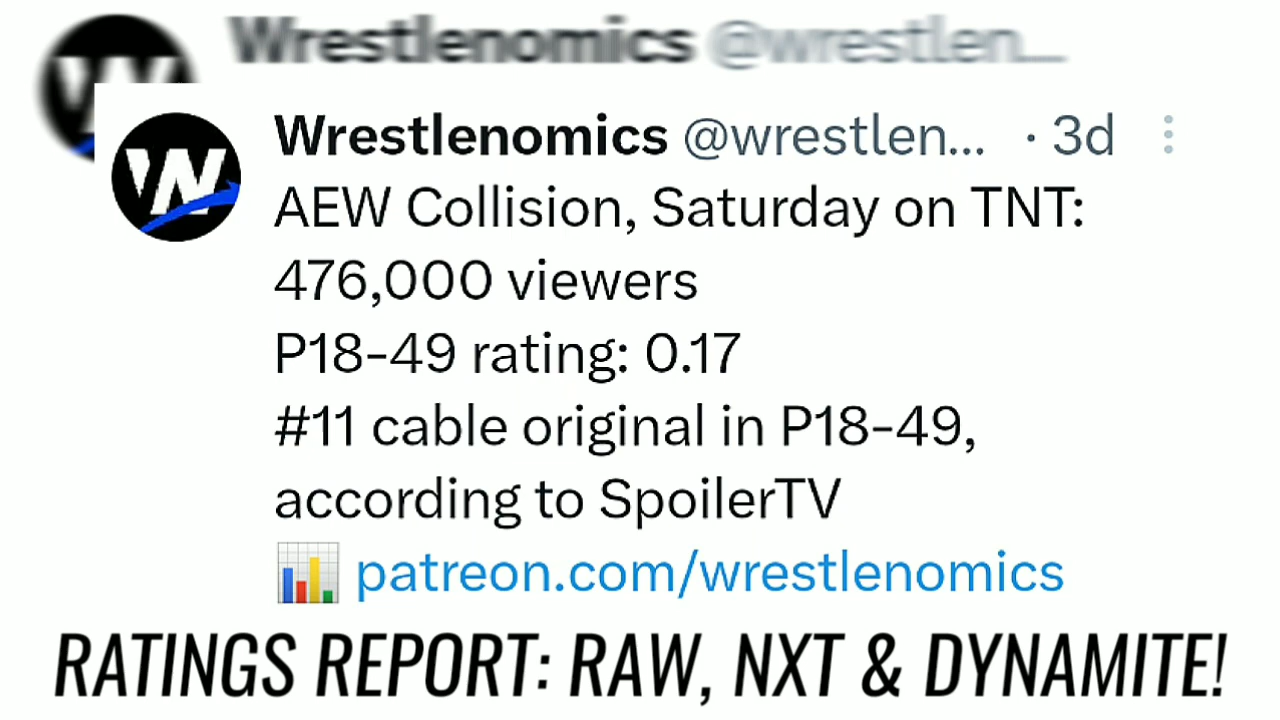 Wrestlenomics @wrestlen...
Wrestlenomics @wrestlen... · 3d
AEW Collision, Saturday on TNT:
476,000 viewers
P18-49 rating: 0.17
#11 cable original in P18-49,
according to SpoilerTV
📊 patreon.com/wrestlenomics
RATINGS REPORT: RAW, NXT & DYNAMITE!